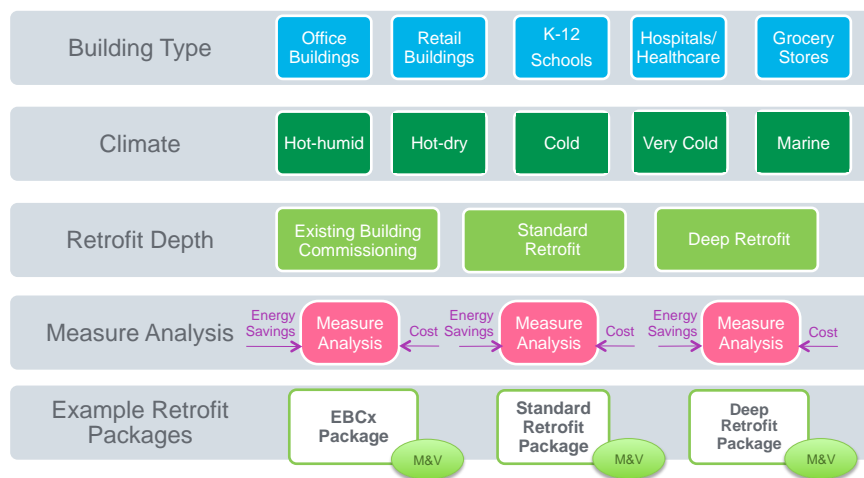 Building Type
Office
Buildings
Retail
Buildings
K-12
Schools
Hospitals/
Healthcare
Grocery
Stores
Climate
Hot-humid
Hot-dry
Cold
Very Cold
Marine
Retrofit Depth
Existing Building
Commissioning
Standard
Retrofit
Deep Retrofit
Measure Analysis
Energy
Savings
Measure
Analysis
Cost
Energy
Savings
Measure
Analysis
Cost
Energy
Savings
Measure
Analysis
Cost
Example Retrofit
Packages
EBCx
Package
M&V
Standard
Retrofit
Package
M&V
Deep
Retrofit
Package
M&V